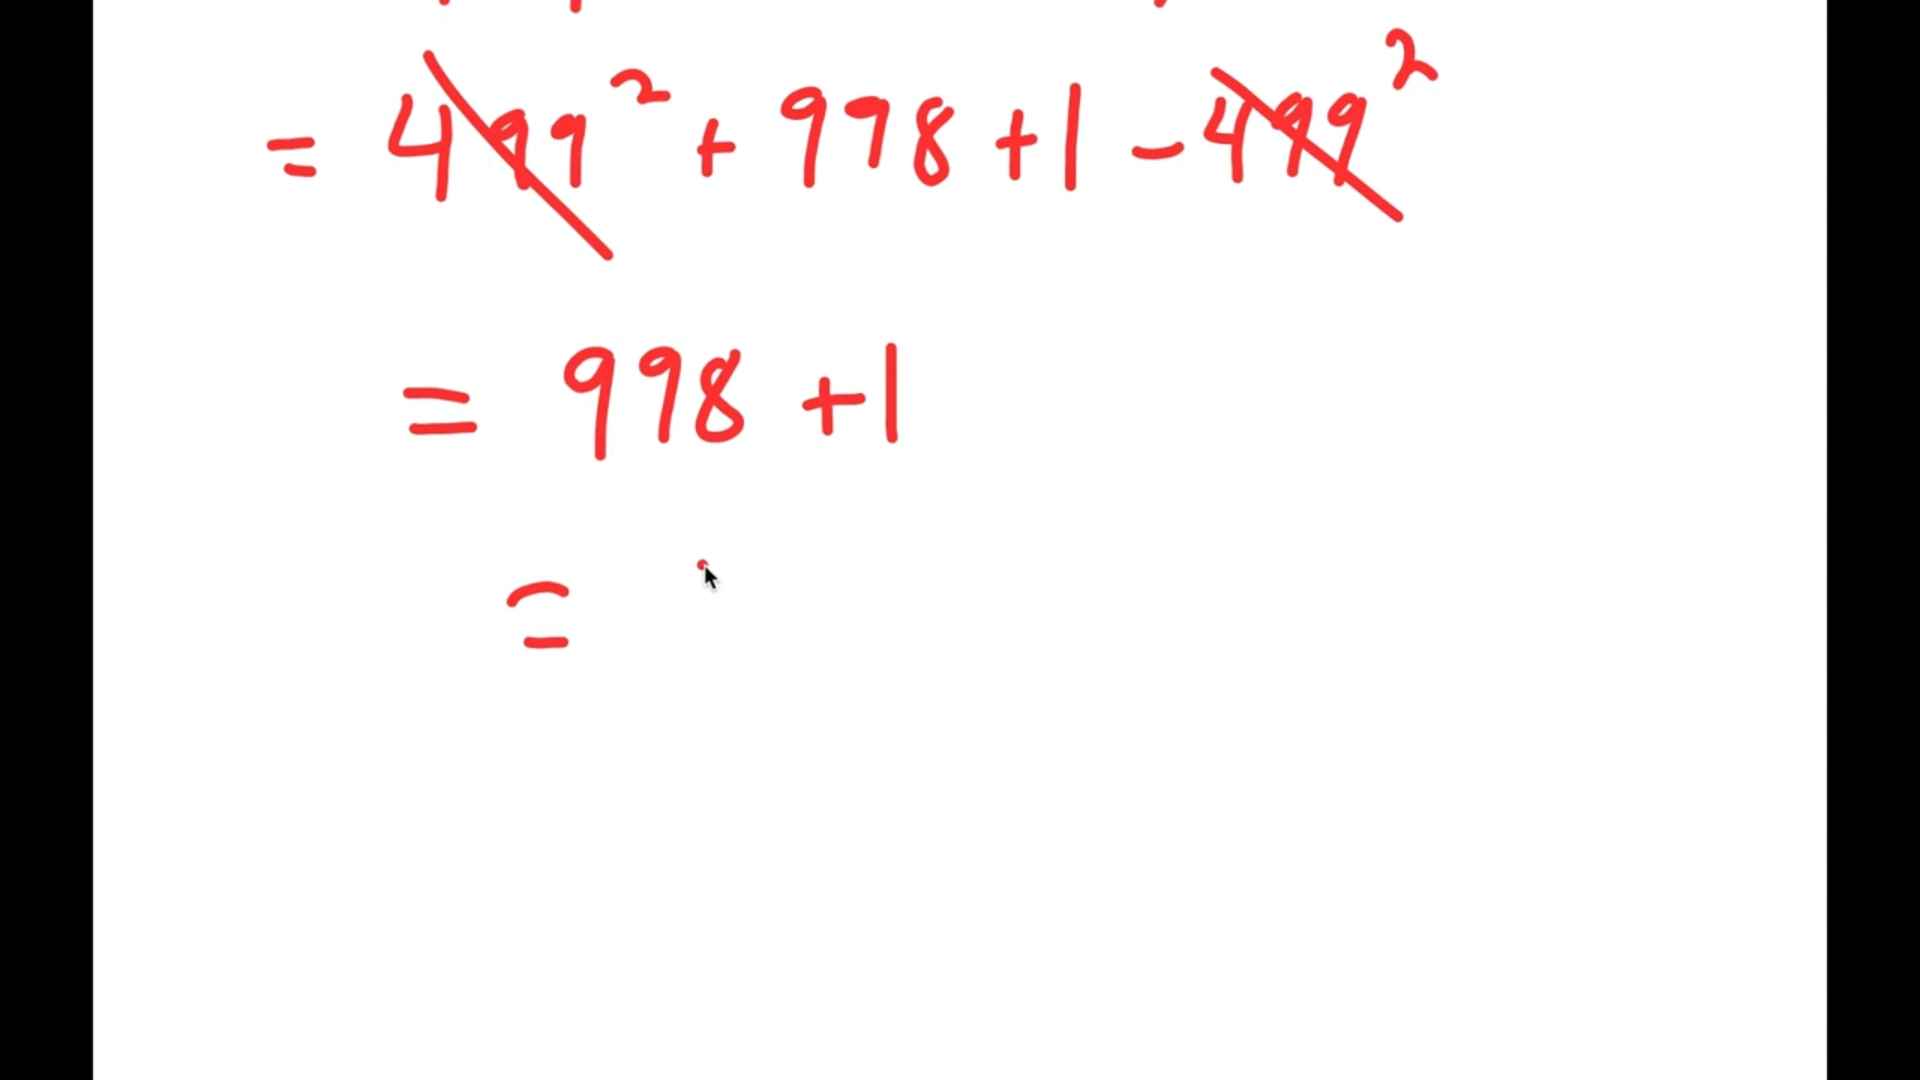 = 499² + 998 + 1 - 499²
= 998 + 1
=